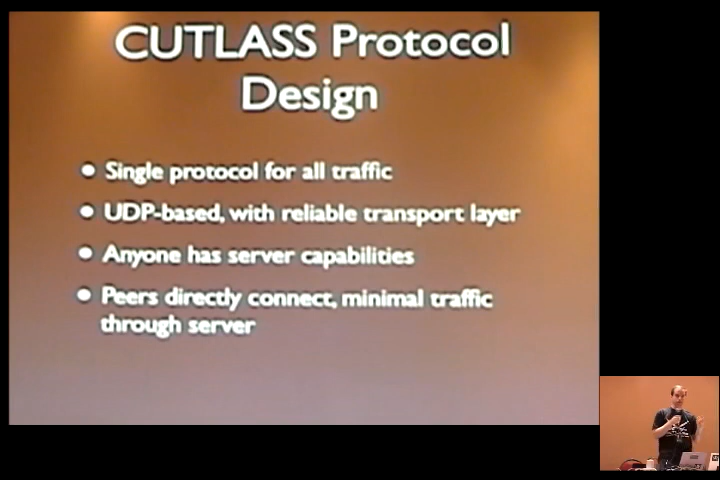 CUTLASS Protocol
Design
Single protocol for all traffic
UDP-based, with reliable transport layer
Anyone has server capabilities
Peers directly connect, minimal traffic
through server